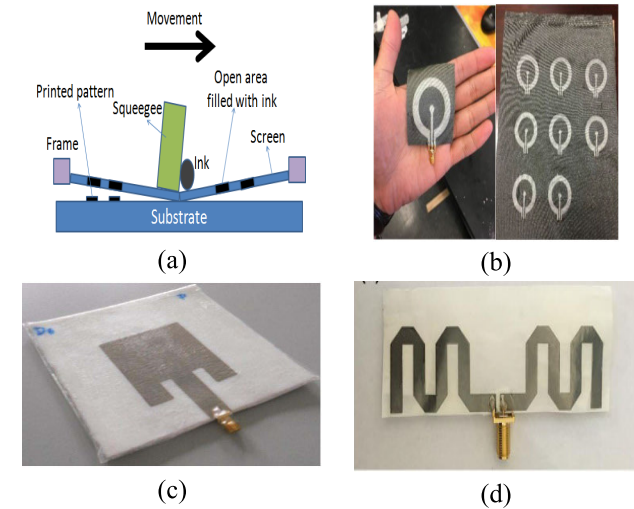 Movement
Printed pattern
Squeegee
Open area
filled with ink
Frame
Ink
Screen
Substrate
(a)
(b)
(c)
(d)